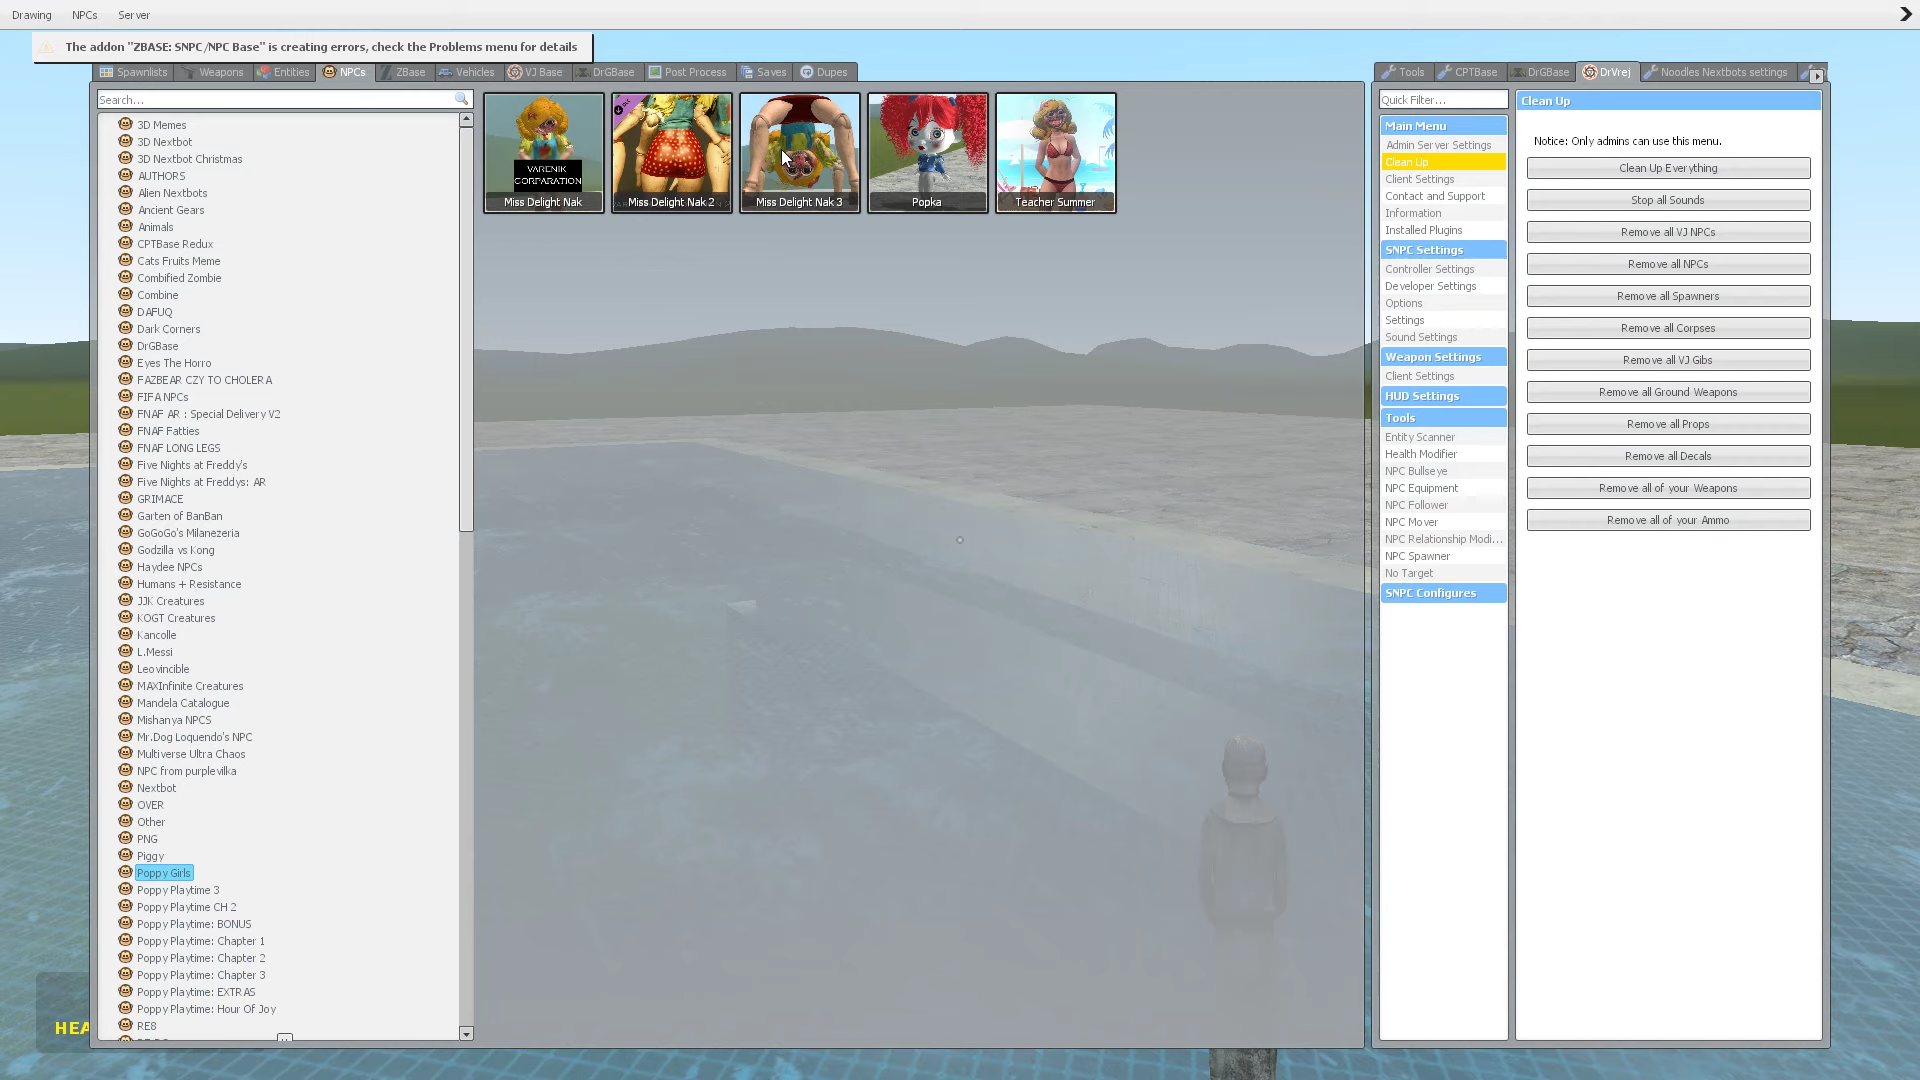 Drawing NPCs Server
The addon "ZBASE: SNPC/NPC Base" is creating errors, check the Problems menu for details
Spawnlists Weapons Entities NPCs ZBase Vehicles VJ Base DrGBase Post Process Saves Dupes
Search...
3D Memes
3D Nextbot
3D Nextbot Christmas
AUTHORS
Alien Nextbots
Ancient Gears
Animals
CPTBase Redux
Cats Fruits Meme
Combified Zombie
Combine
DAFUQ
Dark Corners
DrGBase
Eyes The Horro
FAZBEAR CZY TO CHOLERA
FIFA NPCs
FNAF AR : Special Delivery V2
FNAF Fatties
FNAF LONG LEGS
Five Nights at Freddy's
Five Nights at Freddys: AR
GRIMACE
Garten of BanBan
GoGoGo's Milanezeria
Godzilla vs Kong
Haydee NPCs
Humans + Resistance
JJK Creatures
KOGT Creatures
Kancolle
L.Messi
Leovincible
MAXInfinite Creatures
Mandela Catalogue
Mishanya NPCS
Mr.Dog Loquendo's NPC
Multiverse Ultra Chaos
NPC from purplevilka
Nextbot
OVER
Other
PNG
Piggy
Poppy Girls
Poppy Playtime 3
Poppy Playtime CH 2
Poppy Playtime: BONUS
Poppy Playtime: Chapter 1
Poppy Playtime: Chapter 2
Poppy Playtime: Chapter 3
Poppy Playtime: EXTRAS
Poppy Playtime: Hour Of Joy
RE8
HEA
VARENIK
CORPARATION
Miss Delight Nak
Miss Delight Nak 2
Miss Delight Nak 3
Popka
Teacher Summer
Tools CPTBase DrGBase DrVrej Noodles Nextbots settings
Quick Filter...
Main Menu
Admin Server Settings
Clean Up
Client Settings
Contact and Support
Information
Installed Plugins
SNPC Settings
Controller Settings
Developer Settings
Options
Settings
Sound Settings
Weapon Settings
Client Settings
HUD Settings
Tools
Entity Scanner
Health Modifier
NPC Bullseye
NPC Equipment
NPC Follower
NPC Mover
NPC Relationship Modi...
NPC Spawner
No Target
SNPC Configures
Clean Up
Notice: Only admins can use this menu.
Clean Up Everything
Stop all Sounds
Remove all VJ NPCs
Remove all NPCs
Remove all Spawners
Remove all Corpses
Remove all VJ Gibs
Remove all Ground Weapons
Remove all Props
Remove all Decals
Remove all of your Weapons
Remove all of your Ammo